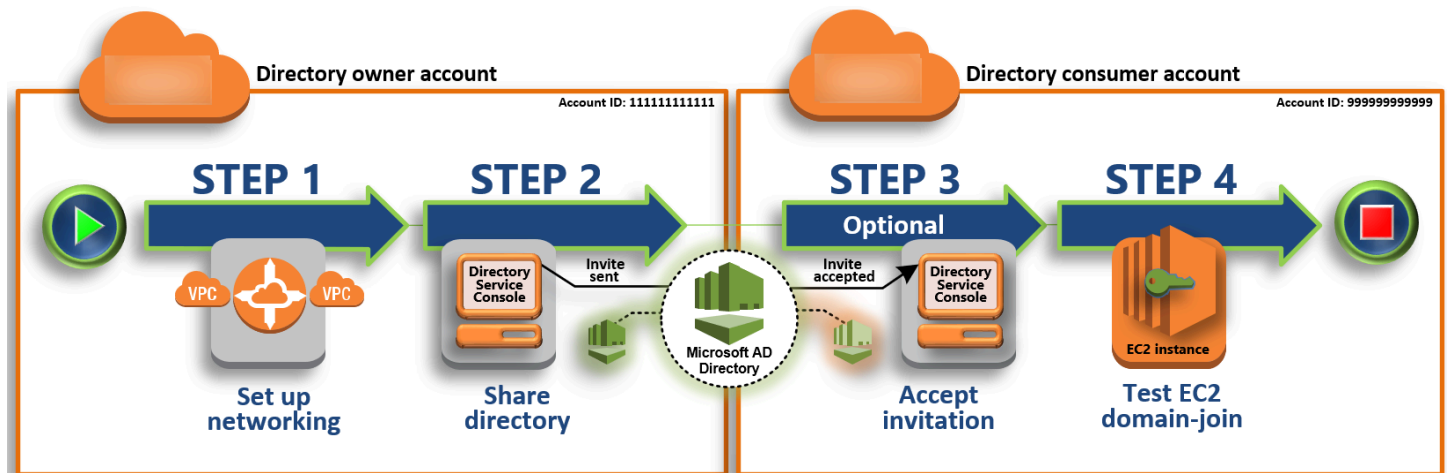 Directory owner account
Account ID: 111111111111
Directory consumer account
Account ID: 999999999999
STEP 1
STEP 2
STEP 3
Optional
STEP 4
VPC
VPC
Directory
Service
Console
Invite
sent
Microsoft AD
Directory
Invite
accepted
Directory
Service
Console
EC2 instance
Set up
networking
Share
directory
Accept
invitation
Test EC2
domain-join